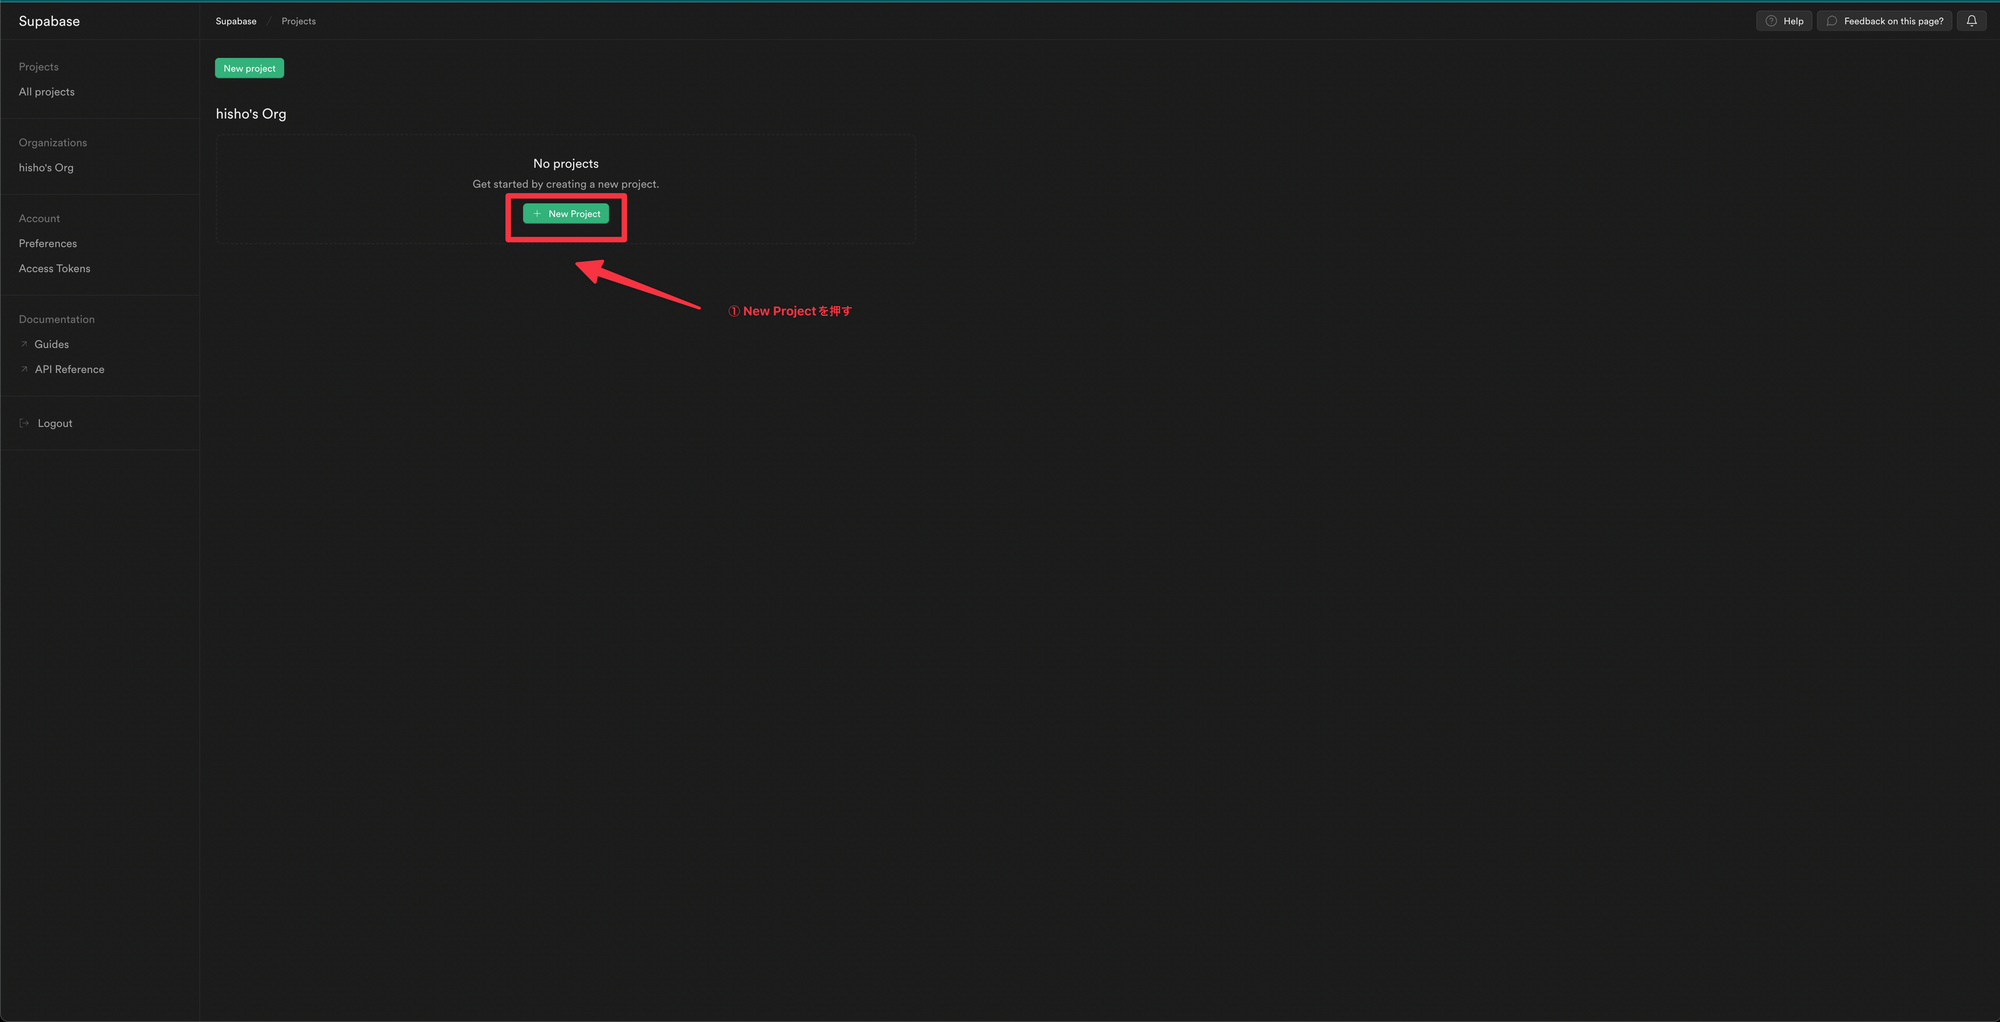 Supabase
Supabase / Projects
Help
Feedback on this page?
Projects
All projects
Organizations
hisho's Org
Account
Preferences
Access Tokens
Documentation
Guides
API Reference
Logout
New project
hisho's Org
No projects
Get started by creating a new project.
+ New Project
① New Projectを押す